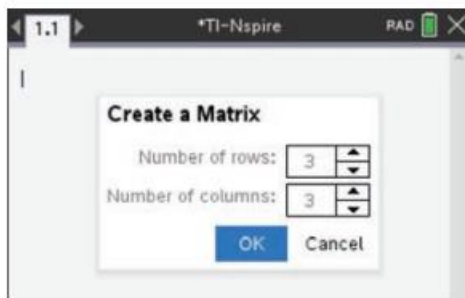 1.1 *TI-Nspire RAD
Create a Matrix
Number of rows: 3
Number of columns: 3
OK Cancel